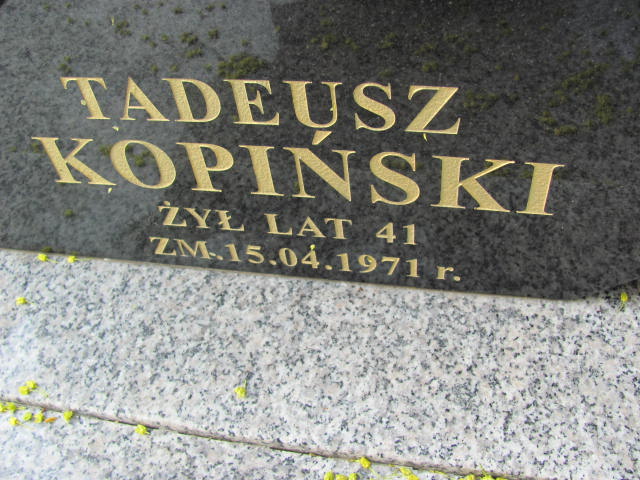 TADEUSZ
KOPIŃSKI
ŻYŁ LAT 41
ZM. 15.04.1971 r.